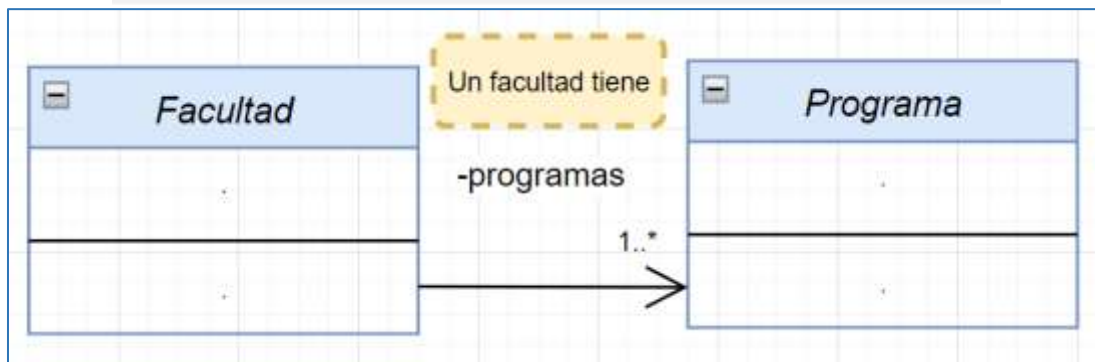 Facultad
Un facultad tiene
Programa
-programas
1..*